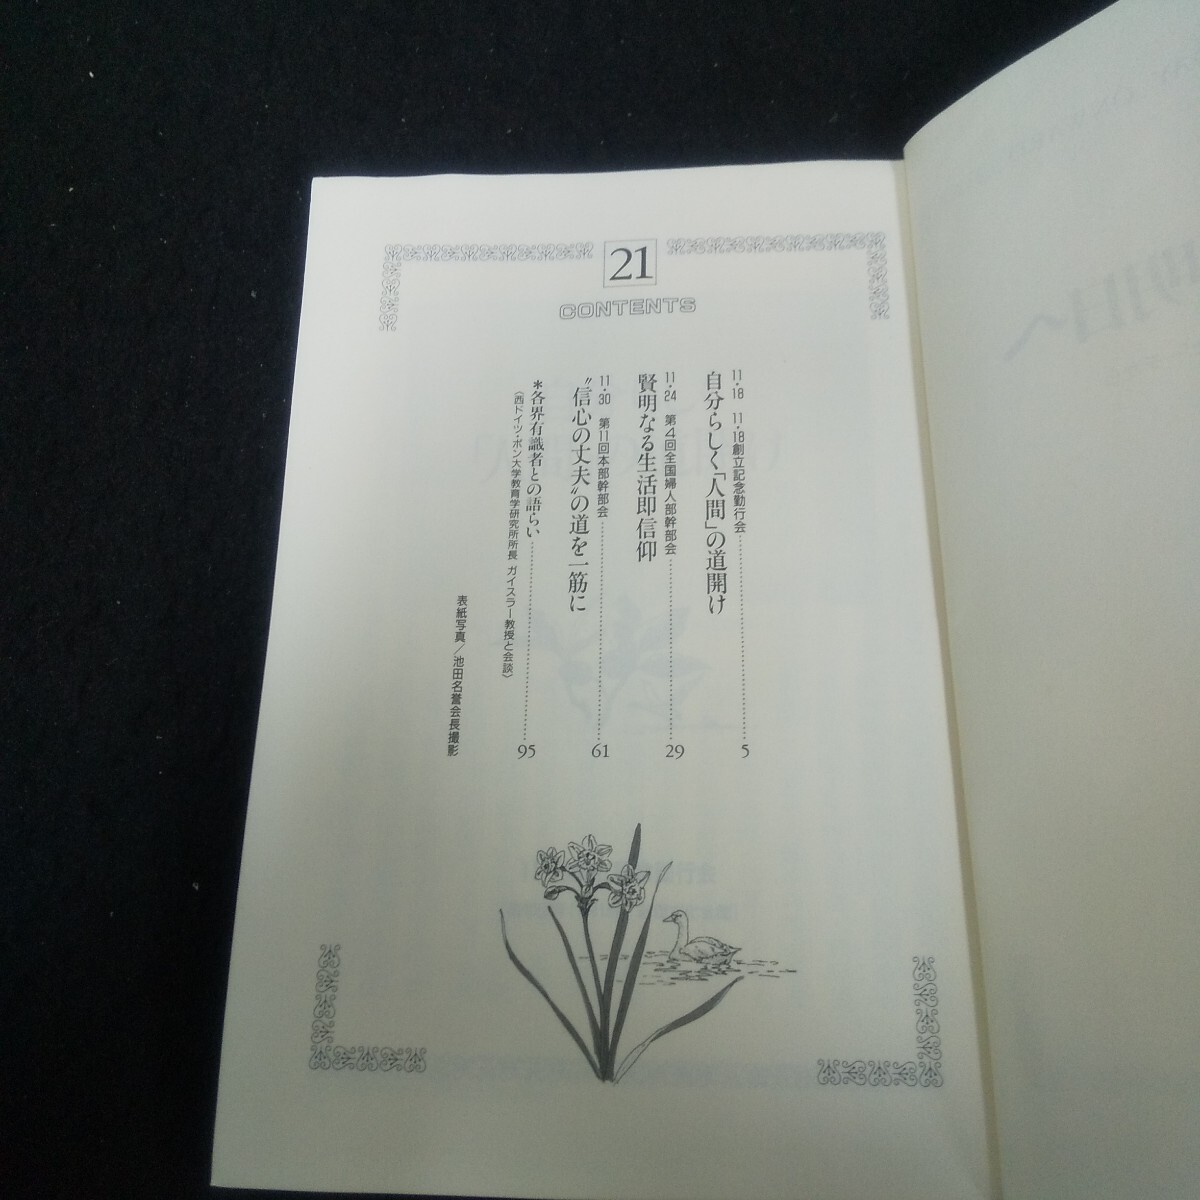 21
CONTENTS
11・18　11・18創立記念勤行会……5
自分らしく「人間」の道開け
11・24　第4回全国婦人部幹部会……29
賢明なる生活即信仰
11・30　第11回本部幹部会……61
“信心の丈夫”の道を一筋に
＊各界有識者との語らい……95
（西ドイツ・ボン大学教育学研究所所長　ガイスラー教授と会談）
表紙写真／池田名誉会長撮影